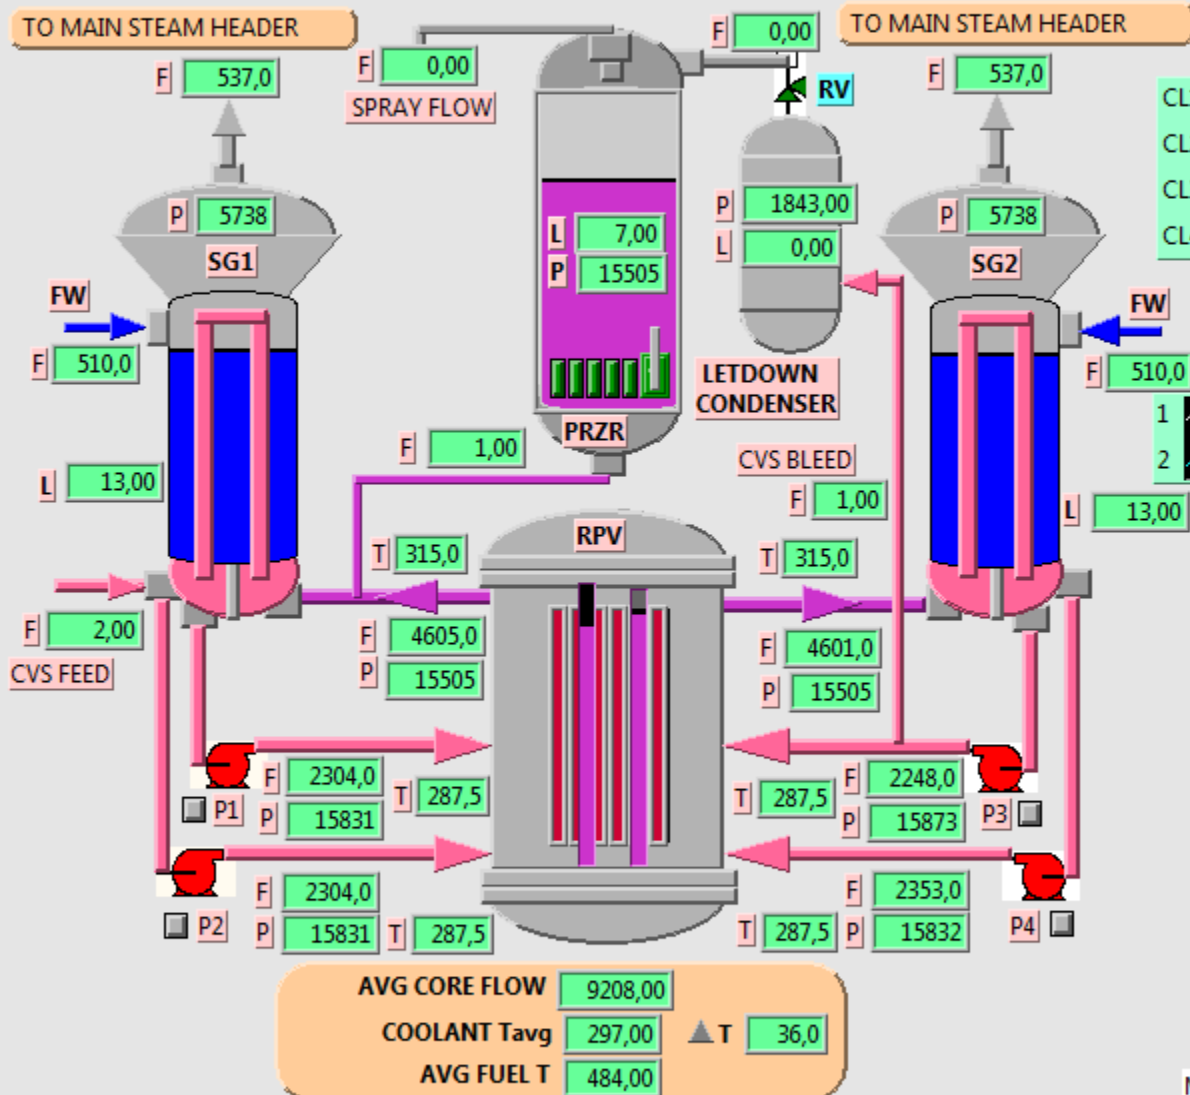 TO MAIN STEAM HEADER
F 537,0
F 0,00
SPRAY FLOW
F 0,00
RV
TO MAIN STEAM HEADER
F 537,0
CL
CL
CL
CL
P 5738
SG1
L 7,00
P 15505
P 1843,00
L 0,00
P 5738
SG2
FW
F 510,0
FW
F 510,0
LETDOWN
CONDENSER
1
2
PRZR
F 1,00
CVS BLEED
F 1,00
L 13,00
L 13,00
RPV
T 315,0
T 315,0
F 2,00
CVS FEED
F 4605,0
P 15505
F 4601,0
P 15505
P1
F 2304,0
P 15831
T 287,5
T 287,5
F 2248,0
P 15873
P3
P2
F 2304,0
P 15831
T 287,5
T 287,5
F 2353,0
P 15832
P4
AVG CORE FLOW 9208,00
COOLANT Tavg 297,00
T 36,0
AVG FUEL T 484,00